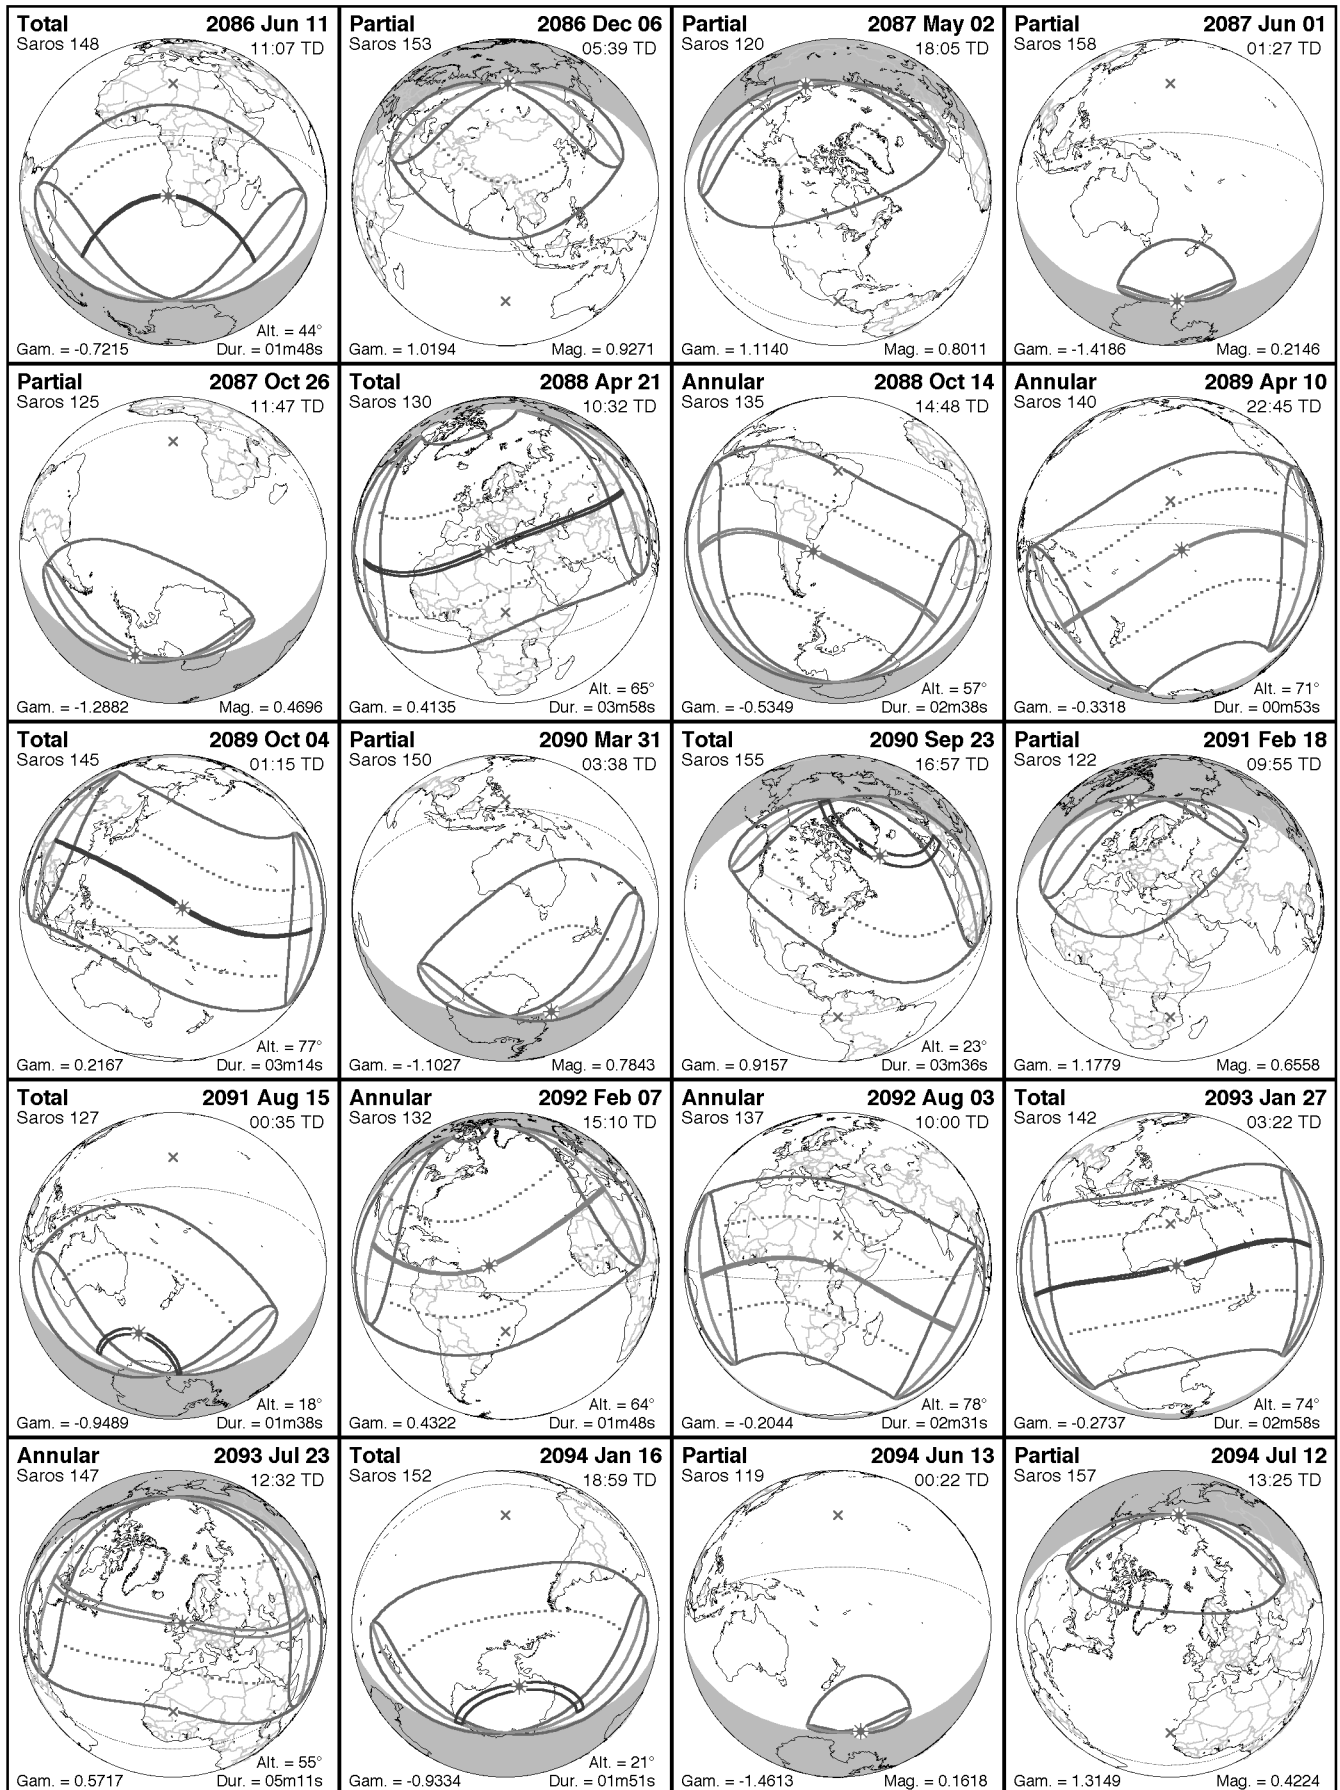 Total 2086 Jun 11
Saros 148 11:07 TD
Alt. = 44°
Gam. = -0.7215 Dur. = 01m48s
Partial 2086 Dec 06
Saros 153 05:39 TD
Gam. = 1.0194 Mag. = 0.9271
Partial 2087 May 02
Saros 120 18:05 TD
Gam. = 1.1140 Mag. = 0.8011
Partial 2087 Jun 01
Saros 158 01:27 TD
Gam. = -1.4186 Mag. = 0.2146
Partial 2087 Oct 26
Saros 125 11:47 TD
Gam. = -1.2882 Mag. = 0.4696
Total 2088 Apr 21
Saros 130 10:32 TD
Alt. = 65°
Gam. = 0.4135 Dur. = 03m58s
Annular 2088 Oct 14
Saros 135 14:48 TD
Alt. = 57°
Gam. = -0.5349 Dur. = 02m38s
Annular 2089 Apr 10
Saros 140 22:45 TD
Alt. = 71°
Gam. = -0.3318 Dur. = 00m53s
Total 2089 Oct 04
Saros 145 01:15 TD
Alt. = 77°
Gam. = 0.2167 Dur. = 03m14s
Partial 2090 Mar 31
Saros 150 03:38 TD
Gam. = -1.1027 Mag. = 0.7843
Total 2090 Sep 23
Saros 155 16:57 TD
Alt. = 23°
Gam. = 0.9157 Dur. = 03m36s
Partial 2091 Feb 18
Saros 122 09:55 TD
Gam. = 1.1779 Mag. = 0.6558
Total 2091 Aug 15
Saros 127 00:35 TD
Alt. = 18°
Gam. = -0.9489 Dur. = 01m38s
Annular 2092 Feb 07
Saros 132 15:10 TD
Alt. = 64°
Gam. = 0.4322 Dur. = 01m48s
Annular 2092 Aug 03
Saros 137 10:00 TD
Alt. = 78°
Gam. = -0.2044 Dur. = 02m31s
Total 2093 Jan 27
Saros 142 03:22 TD
Alt. = 74°
Gam. = -0.2737 Dur. = 02m58s
Annular 2093 Jul 23
Saros 147 12:32 TD
Alt. = 55°
Gam. = 0.5717 Dur. = 05m11s
Total 2094 Jan 16
Saros 152 18:59 TD
Alt. = 21°
Gam. = -0.9334 Dur. = 01m51s
Partial 2094 Jun 13
Saros 119 00:22 TD
Gam. = -1.4613 Mag. = 0.1618
Partial 2094 Jul 12
Saros 157 13:25 TD
Gam. = 1.3149 Mag. = 0.4224